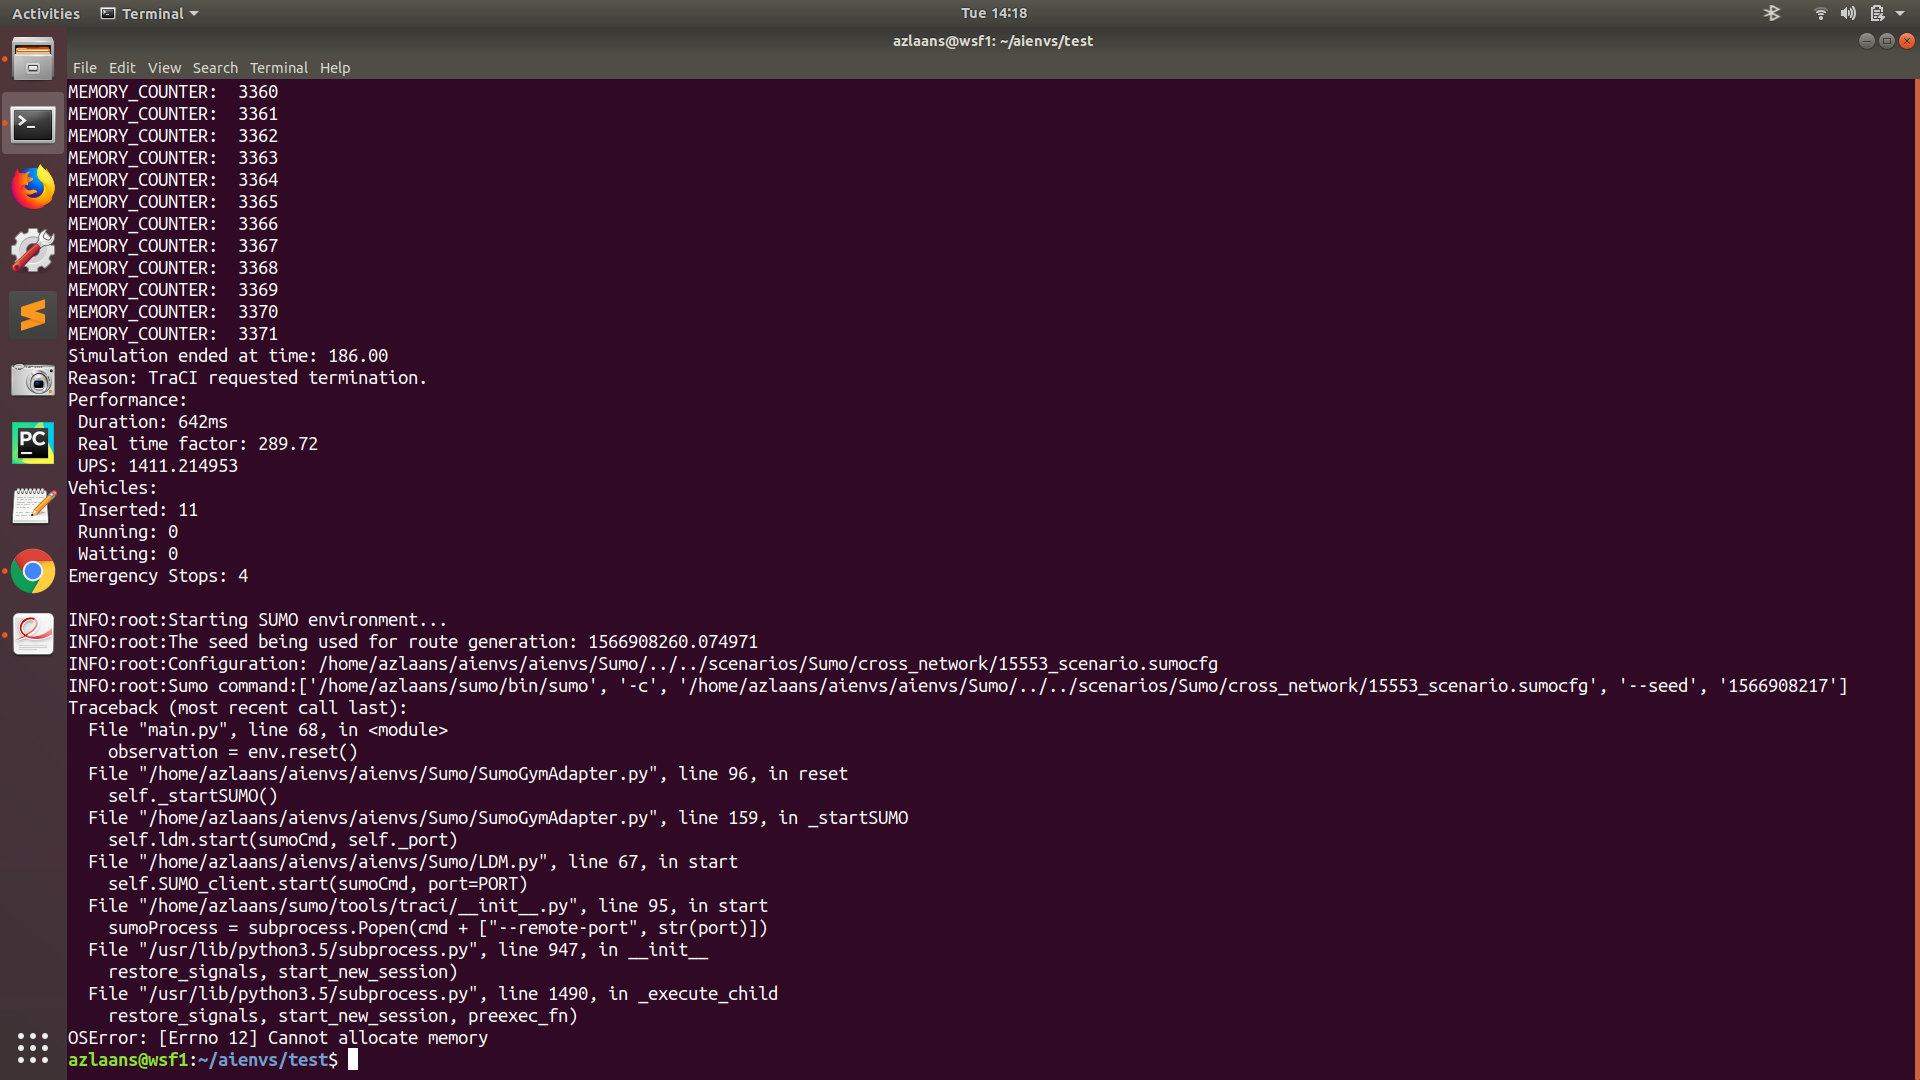 Activities Terminal Tue 14:18
azlaans@wsf1: ~/aienvs/test
File Edit View Search Terminal Help
MEMORY_COUNTER:  3360
MEMORY_COUNTER:  3361
MEMORY_COUNTER:  3362
MEMORY_COUNTER:  3363
MEMORY_COUNTER:  3364
MEMORY_COUNTER:  3365
MEMORY_COUNTER:  3366
MEMORY_COUNTER:  3367
MEMORY_COUNTER:  3368
MEMORY_COUNTER:  3369
MEMORY_COUNTER:  3370
MEMORY_COUNTER:  3371
Simulation ended at time: 186.00
Reason: TraCI requested termination.
Performance:
 Duration: 642ms
 Real time factor: 289.72
 UPS: 1411.214953
Vehicles:
 Inserted: 11
 Running: 0
 Waiting: 0
Emergency Stops: 4
INFO:root:Starting SUMO environment...
INFO:root:The seed being used for route generation: 1566908260.074971
INFO:root:Configuration: /home/azlaans/aienvs/aienvs/Sumo/../../scenarios/Sumo/cross_network/15553_scenario.sumocfg
INFO:root:Sumo command:['/home/azlaans/sumo/bin/sumo', '-c', '/home/azlaans/aienvs/aienvs/Sumo/../../scenarios/Sumo/cross_network/15553_scenario.sumocfg', '--seed', '1566908217']
Traceback (most recent call last):
  File "main.py", line 68, in <module>
    observation = env.reset()
  File "/home/azlaans/aienvs/aienvs/Sumo/SumoGymAdapter.py", line 96, in reset
    self._startSUMO()
  File "/home/azlaans/aienvs/aienvs/Sumo/SumoGymAdapter.py", line 159, in _startSUMO
    self.ldm.start(sumoCmd, self._port)
  File "/home/azlaans/aienvs/aienvs/Sumo/LDM.py", line 67, in start
    self.SUMO_client.start(sumoCmd, port=PORT)
  File "/home/azlaans/sumo/tools/traci/__init__.py", line 95, in start
    sumoProcess = subprocess.Popen(cmd + ["--remote-port", str(port)])
  File "/usr/lib/python3.5/subprocess.py", line 947, in __init__
    restore_signals, start_new_session)
  File "/usr/lib/python3.5/subprocess.py", line 1490, in _execute_child
    restore_signals, start_new_session, preexec_fn)
OSError: [Errno 12] Cannot allocate memory
azlaans@wsf1:~/aienvs/test$
PC